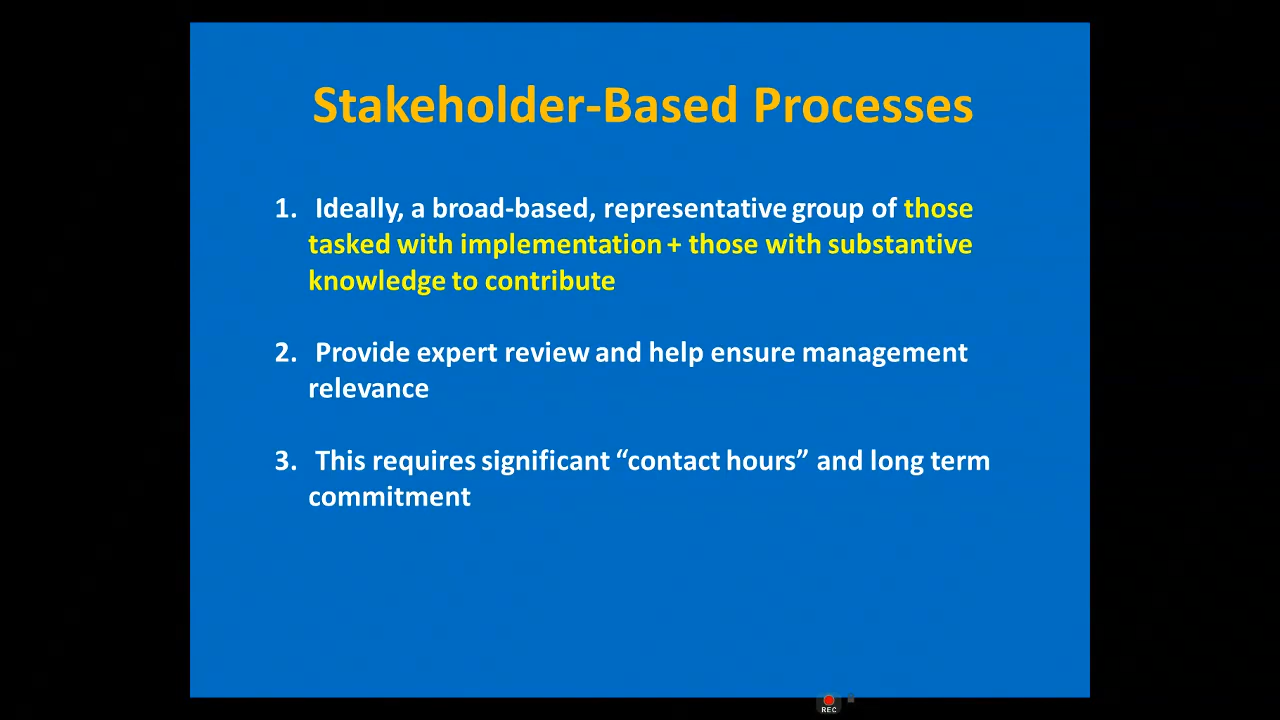 Stakeholder-Based Processes
1. Ideally, a broad-based, representative group of those
tasked with implementation + those with substantive
knowledge to contribute
2. Provide expert review and help ensure management
relevance
3. This requires significant “contact hours” and long term
commitment
REC